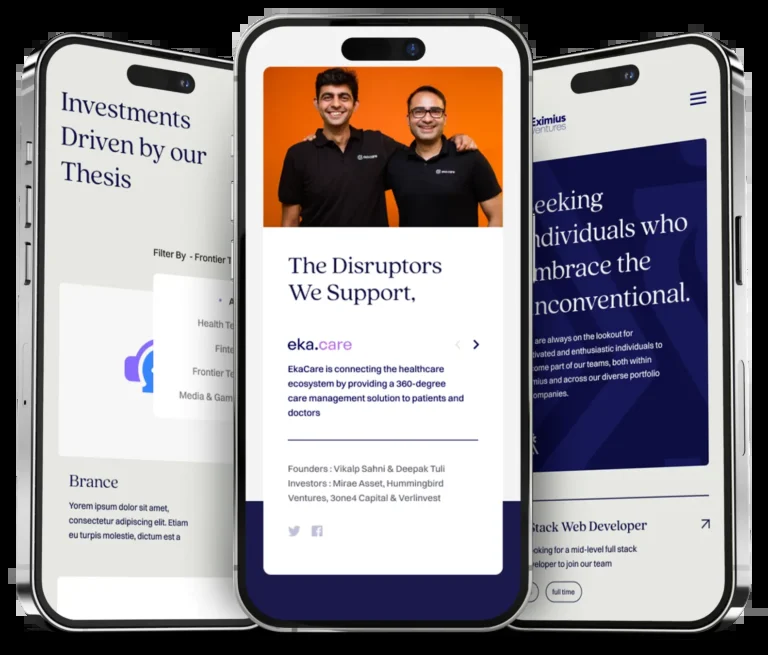 Investments
Driven by our
Thesis
Filter By - Frontier T
Health Te
Finte
Frontier Te
Media & Gam
Brance
Yorem ipsum dolor sit amet,
consectetur adipiscing elit. Etiam
eu turpis molestie, dictum est a
The Disruptors
We Support,
eka.care
EkaCare is connecting the healthcare
ecosystem by providing a 360-degree
care management solution to patients and
doctors
Founders : Vikalp Sahni & Deepak Tuli
Investors : Mirae Asset, Hummingbird
Ventures, 3one4 Capital & Verlinvest
Eximius
Ventures
eeking
ndividuals who
mbrace the
nconventional.
are always on the lookout for
tivated and enthusiastic individuals to
ome part of our teams, both within
mius and across our diverse portfolio
ompanies.
Stack Web Developer
oking for a mid-level full stack
eloper to join our team
full time